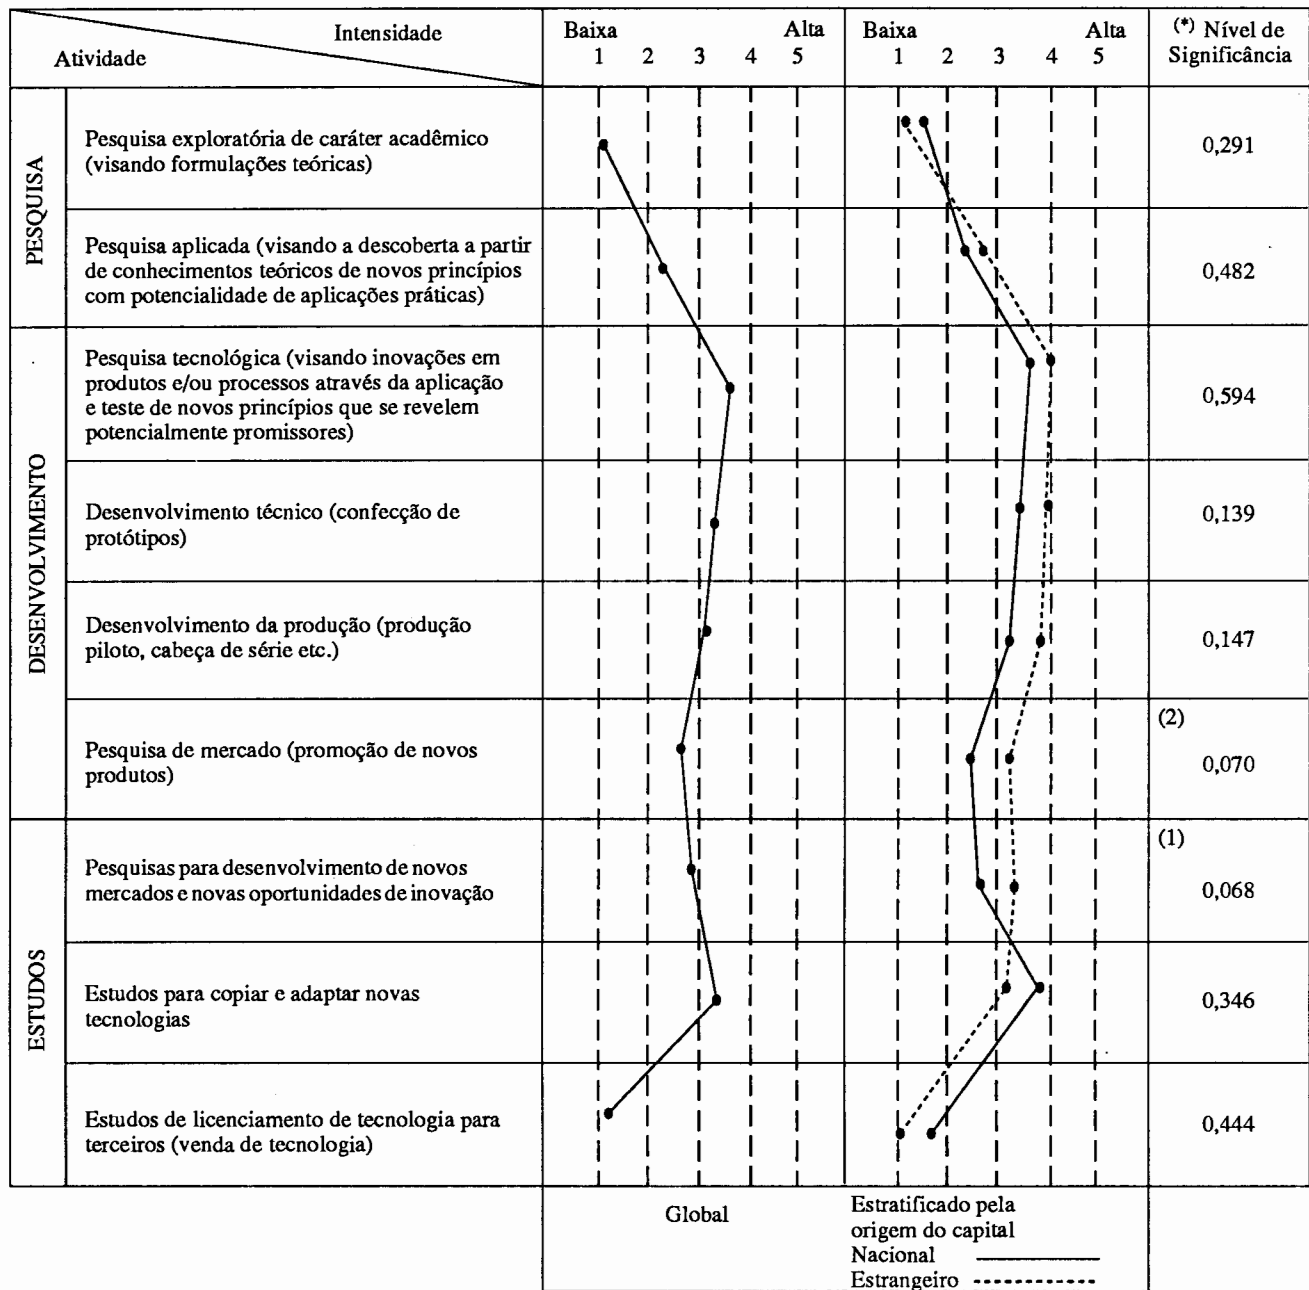 Intensidade
Atividade
Baixa Alta
1 2 3 4 5
Baixa Alta
1 2 3 4 5
(*) Nível de
Significância
PESQUISA
Pesquisa exploratória de caráter acadêmico
(visando formulações teóricas)
0,291
Pesquisa aplicada (visando a descoberta a partir
de conhecimentos teóricos de novos princípios
com potencialidade de aplicações práticas)
0,482
DESENVOLVIMENTO
Pesquisa tecnológica (visando inovações em
produtos e/ou processos através da aplicação
e teste de novos princípios que se revelem
potencialmente promissores)
0,594
Desenvolvimento técnico (confecção de
protótipos)
0,139
Desenvolvimento da produção (produção
piloto, cabeça de série etc.)
0,147
Pesquisa de mercado (promoção de novos
produtos)
(2)
0,070
ESTUDOS
Pesquisas para desenvolvimento de novos
mercados e novas oportunidades de inovação
(1)
0,068
Estudos para copiar e adaptar novas
tecnologias
0,346
Estudos de licenciamento de tecnologia para
terceiros (venda de tecnologia)
0,444
Global
Estratificado pela
origem do capital
Nacional
Estrangeiro